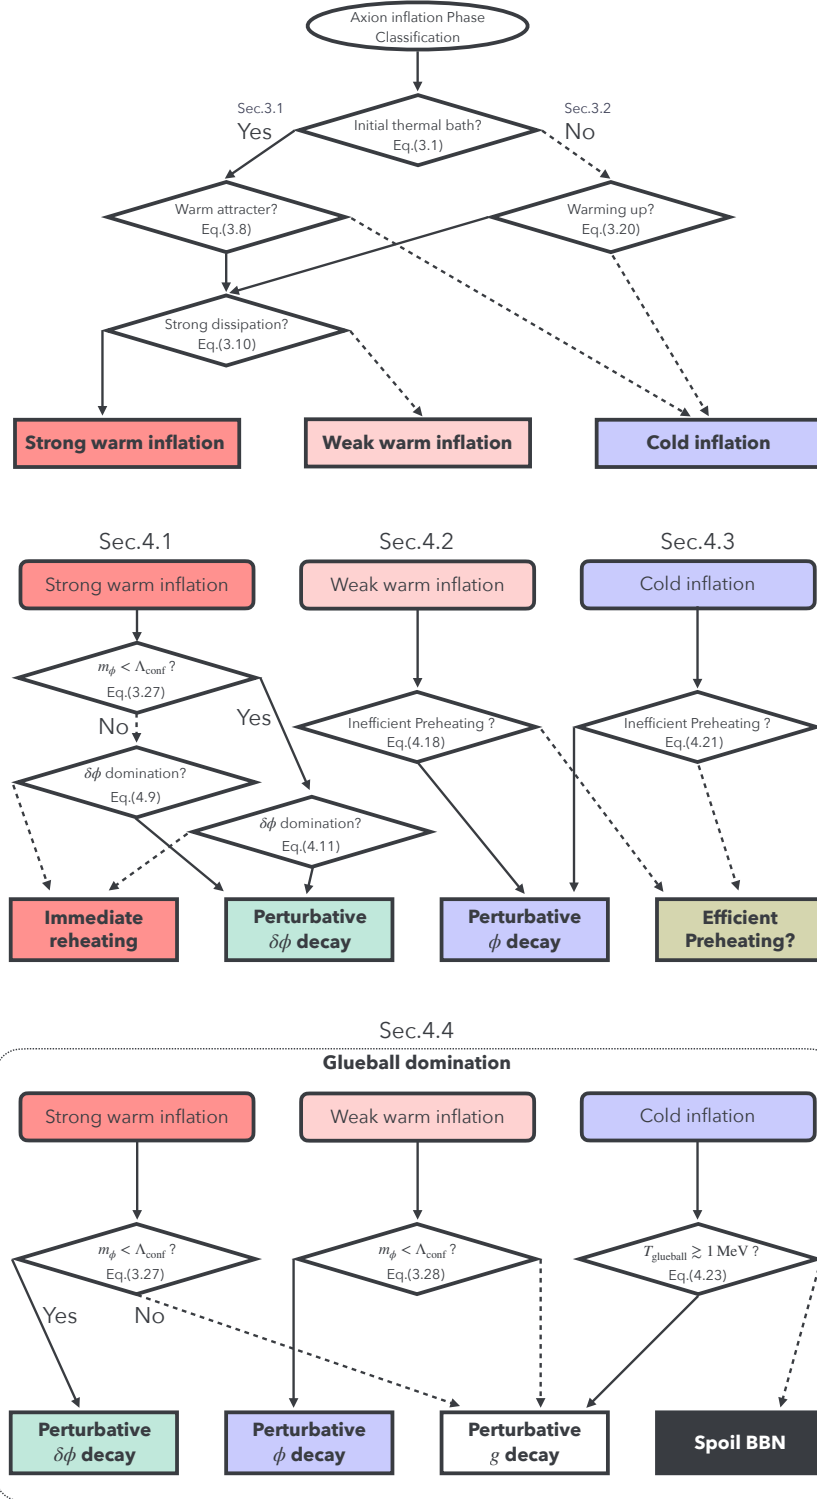 Axion inflation Phase
Classification
Sec.3.1
Yes
Initial thermal bath?
Eq.(3.1)
Sec.3.2
No
Warm attracter?
Eq.(3.8)
Warming up?
Eq.(3.20)
Strong dissipation?
Eq.(3.10)
Strong warm inflation
Weak warm inflation
Cold inflation
Sec.4.1
Sec.4.2
Sec.4.3
Strong warm inflation
Weak warm inflation
Cold inflation
m_ϕ < Λ_conf ?
Eq.(3.27)
No
Yes
Inefficient Preheating ?
Eq.(4.18)
Inefficient Preheating ?
Eq.(4.21)
δϕ domination?
Eq.(4.9)
δϕ domination?
Eq.(4.11)
Immediate
reheating
Perturbative
δϕ decay
Perturbative
ϕ decay
Efficient
Preheating?
Sec.4.4
Glueball domination
Strong warm inflation
Weak warm inflation
Cold inflation
m_ϕ < Λ_conf ?
Eq.(3.27)
m_ϕ < Λ_conf ?
Eq.(3.28)
T_glueball ≳ 1 MeV ?
Eq.(4.23)
Yes
No
Perturbative
δϕ decay
Perturbative
ϕ decay
Perturbative
g decay
Spoil BBN